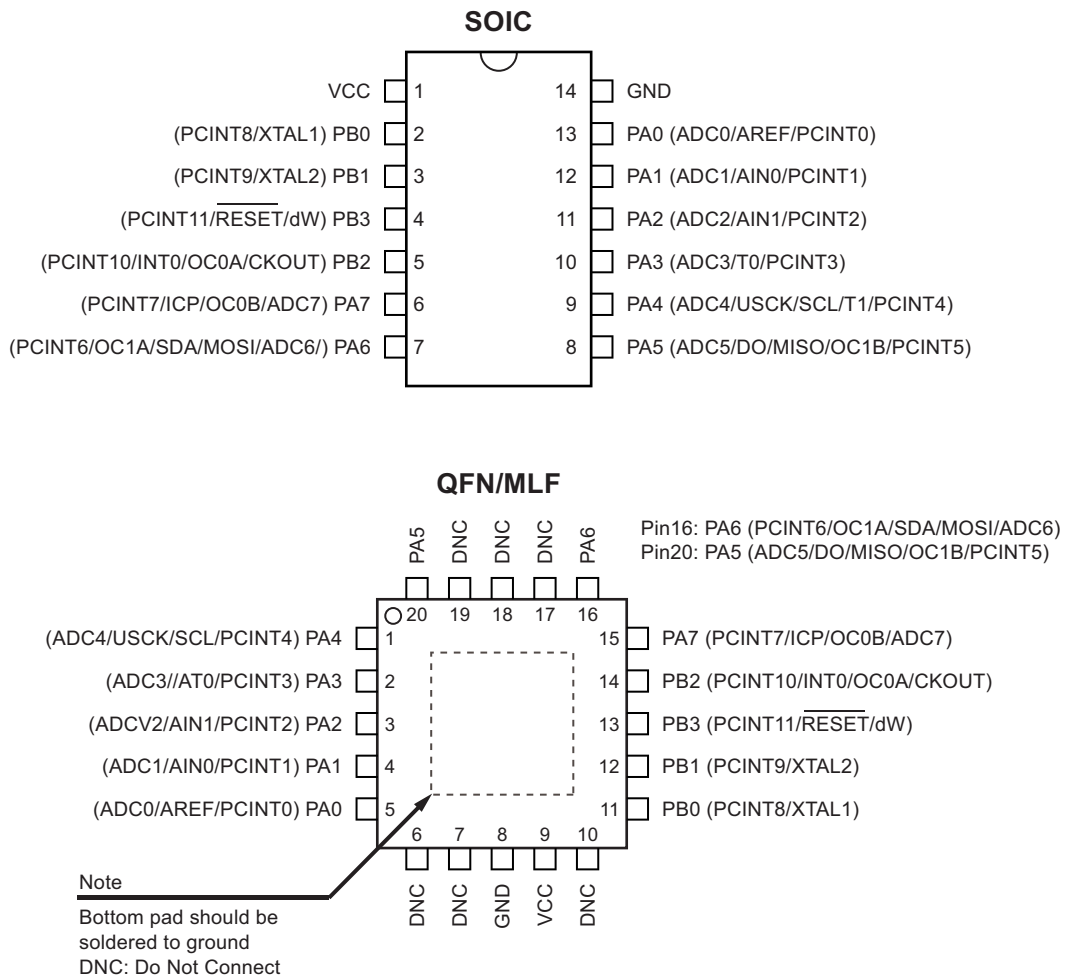 SOIC
VCC 1 14 GND
(PCINT8/XTAL1) PB0 2 13 PA0 (ADC0/AREF/PCINT0)
(PCINT9/XTAL2) PB1 3 12 PA1 (ADC1/AIN0/PCINT1)
(PCINT11/RESET/dW) PB3 4 11 PA2 (ADC2/AIN1/PCINT2)
(PCINT10/INT0/OC0A/CKOUT) PB2 5 10 PA3 (ADC3/T0/PCINT3)
(PCINT7/ICP/OC0B/ADC7) PA7 6 9 PA4 (ADC4/USCK/SCL/T1/PCINT4)
(PCINT6/OC1A/SDA/MOSI/ADC6/) PA6 7 8 PA5 (ADC5/DO/MISO/OC1B/PCINT5)
QFN/MLF
PA5 DNC DNC DNC PA6
Pin16: PA6 (PCINT6/OC1A/SDA/MOSI/ADC6)
Pin20: PA5 (ADC5/DO/MISO/OC1B/PCINT5)
20 19 18 17 16
(ADC4/USCK/SCL/PCINT4) PA4 1 15 PA7 (PCINT7/ICP/OC0B/ADC7)
(ADC3//AT0/PCINT3) PA3 2 14 PB2 (PCINT10/INT0/OC0A/CKOUT)
(ADCV2/AIN1/PCINT2) PA2 3 13 PB3 (PCINT11/RESET/dW)
(ADC1/AIN0/PCINT1) PA1 4 12 PB1 (PCINT9/XTAL2)
(ADC0/AREF/PCINT0) PA0 5 11 PB0 (PCINT8/XTAL1)
6 7 8 9 10
DNC DNC GND VCC DNC
Note
Bottom pad should be
soldered to ground
DNC: Do Not Connect